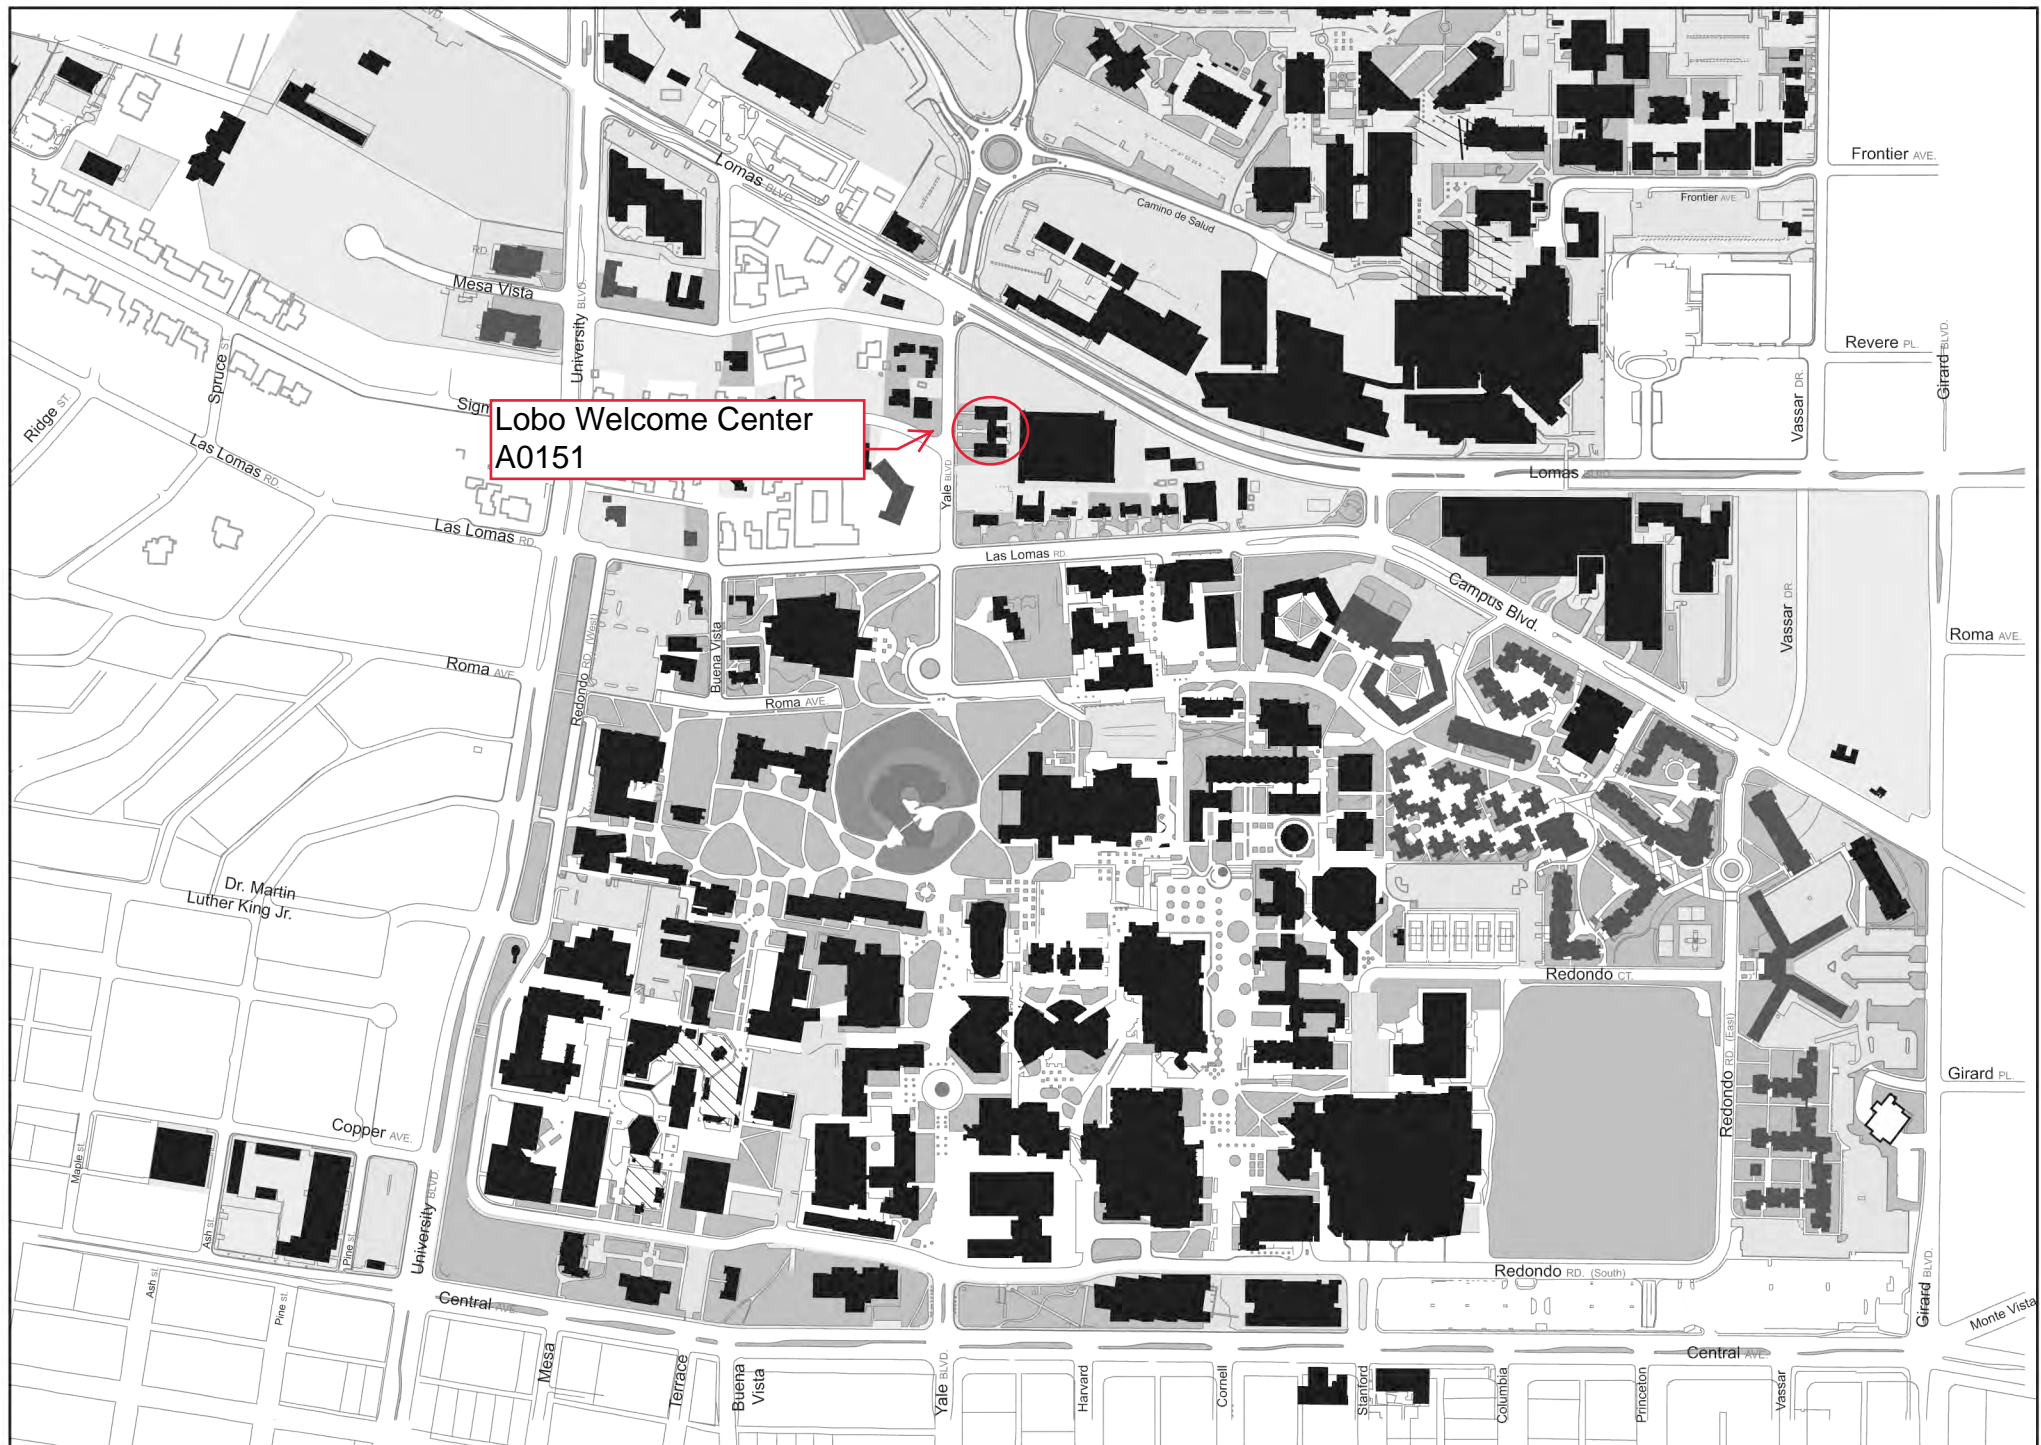 BLVD.
Lomas BLVD.
Frontier AVE.
Frontier AVE
Camino de Salud
RD.
Mesa Vista
University BLVD.
Revere PL.
Girard BLVD.
Spruce ST.
Ridge ST.
Vassar DR.
Sigm
Lobo Welcome Center
A0151
Las Lomas RD.
Yale BLVD.
Lomas BLVD.
Las Lomas RD.
Las Lomas RD.
Campus Blvd.
Vassar DR
Roma AVE.
Redondo RD. (West)
Buena Vista
Roma AVE
Roma AVE.
Dr. Martin
Luther King Jr.
Redondo CT.
Redondo RD. (East)
Girard PL.
Copper AVE.
Maple st.
Ash st.
Pine st.
University BLVD.
Redondo RD. (South)
Girard BLVD.
Ash st.
Pine st.
Central AVE
Monte Vista
Central AVE.
Mesa
Terrace
Buena
Vista
Yale BLVD.
Harvard
Cornell
Stanford
Columbia
Princeton
Vassar